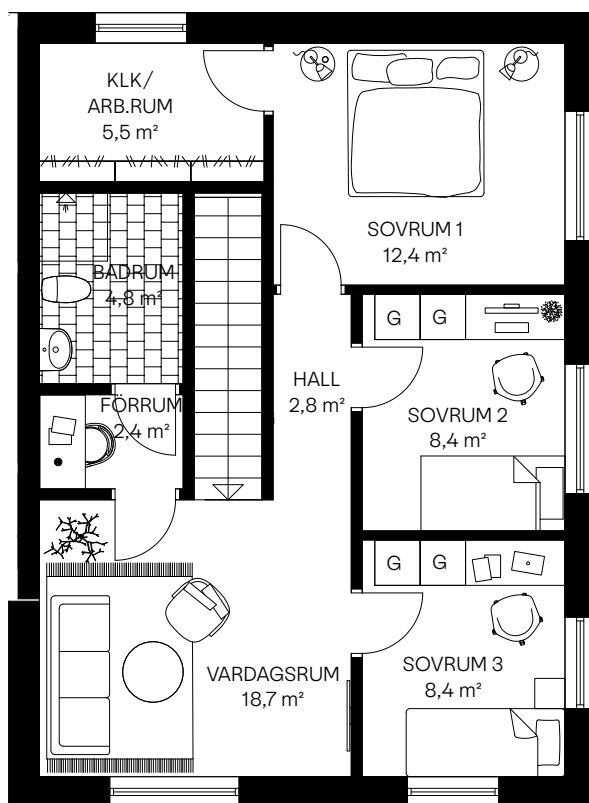 KLK/
ARB.RUM
5,5 m²
SOVRUM 1
12,4 m²
BADRUM
4,8 m²
G G
HALL
2,8 m²
FÖRRUM
2,4 m²
SOVRUM 2
8,4 m²
G G
VARDAGSRUM
18,7 m²
SOVRUM 3
8,4 m²